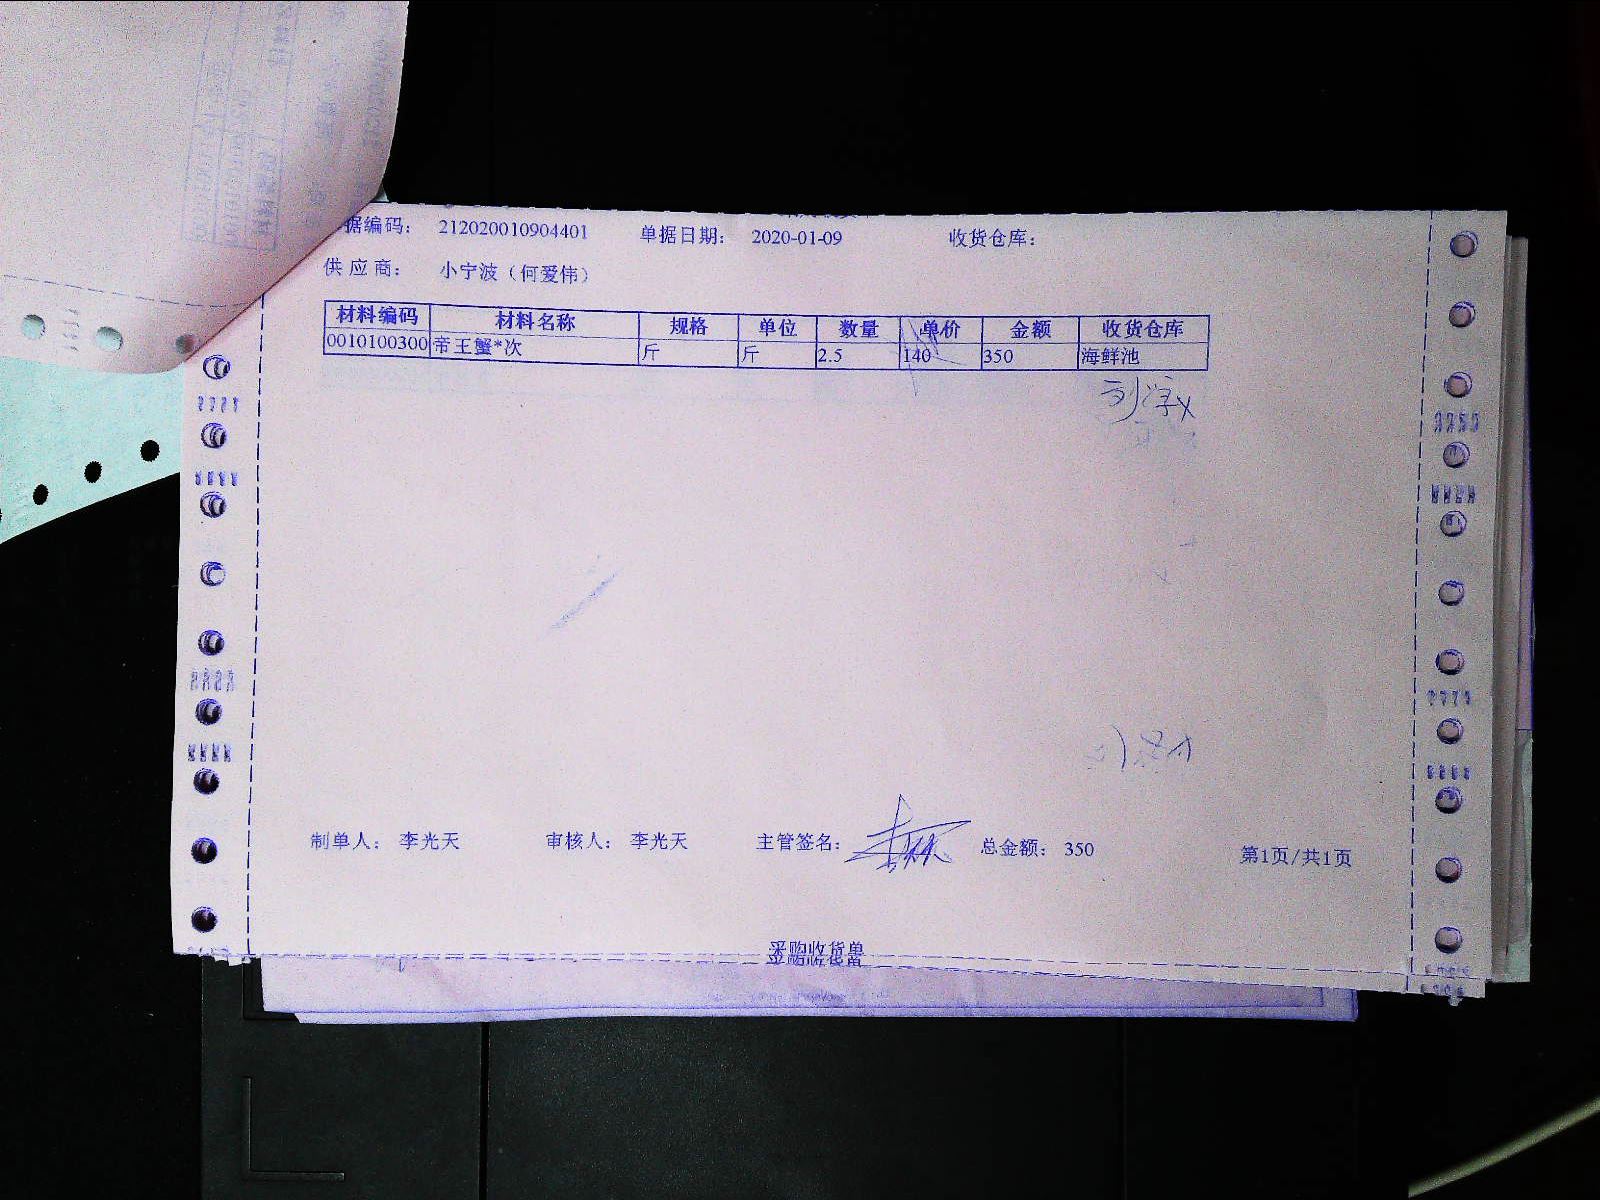 据编码： 212020010904401 单据日期： 2020-01-09 收货仓库：
供应商： 小宁波（何爱伟）
材料编码 材料名称 规格 单位 数量 单价 金额 收货仓库
0010100300 帝王蟹*次 斤 斤 2.5 140 350 海鲜池
制单人： 李光天 审核人： 李光天 主管签名： 总金额： 350 第1页/共1页
采购收货单